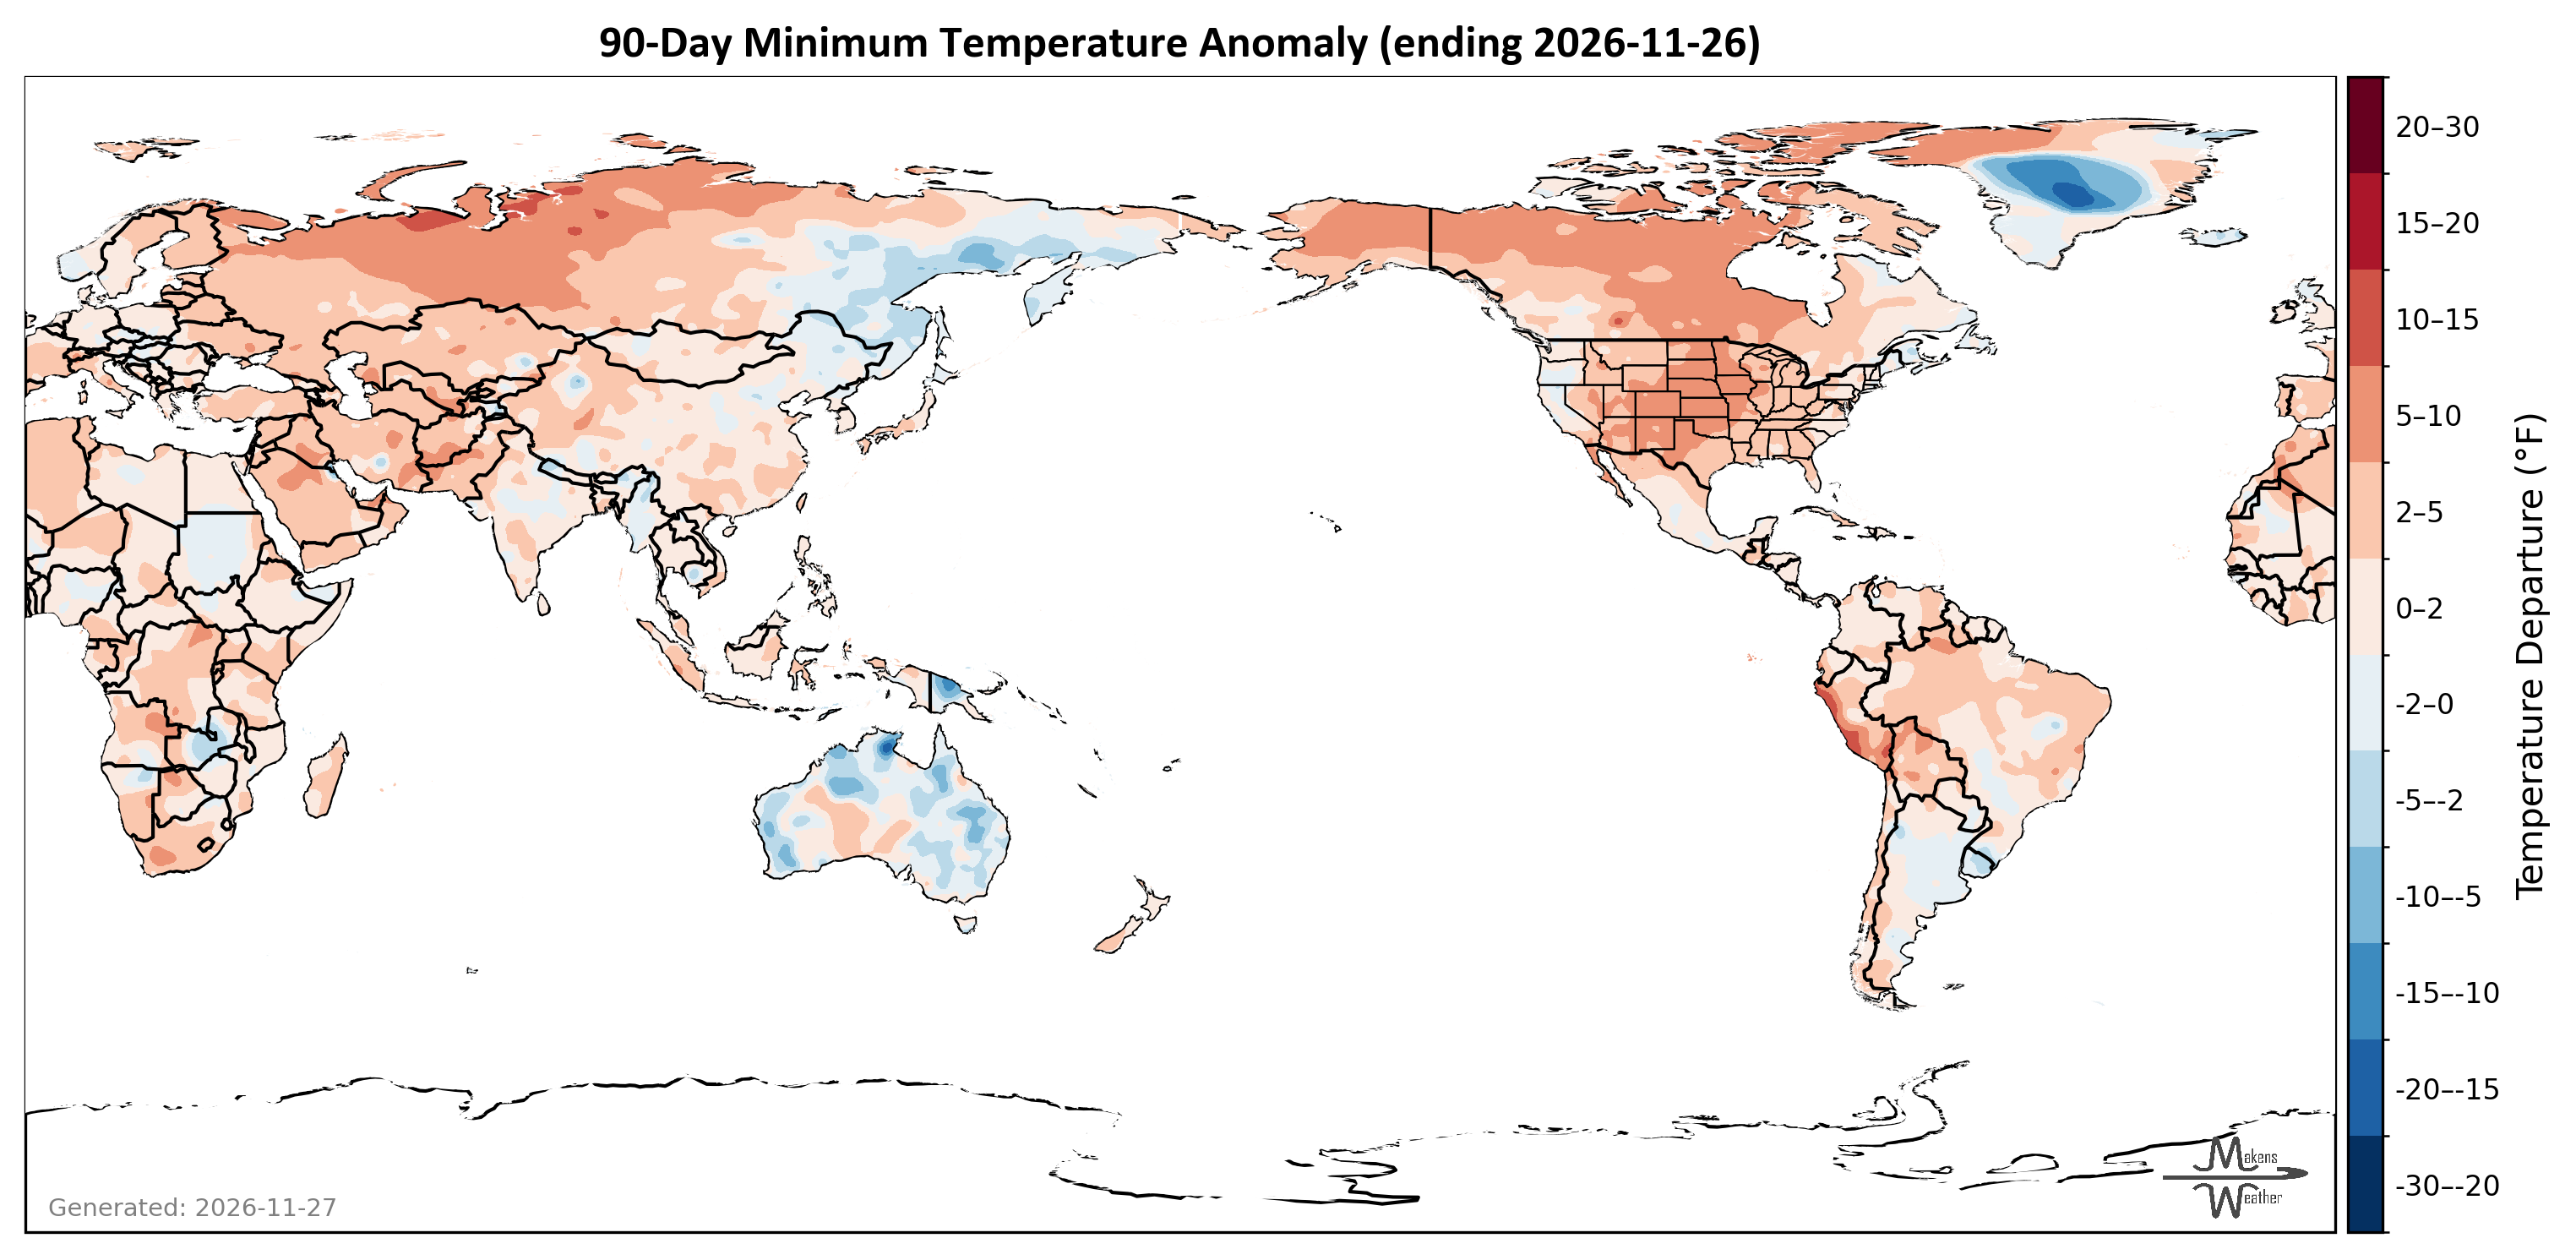 90-Day Minimum Temperature Anomaly (ending 2026-11-26)
20–30
15–20
10–15
5–10
2–5
0–2
-2–0
-5–-2
-10–-5
-15–-10
-20–-15
-30–-20
Temperature Departure (°F)
Generated: 2026-11-27
Makens
Weather